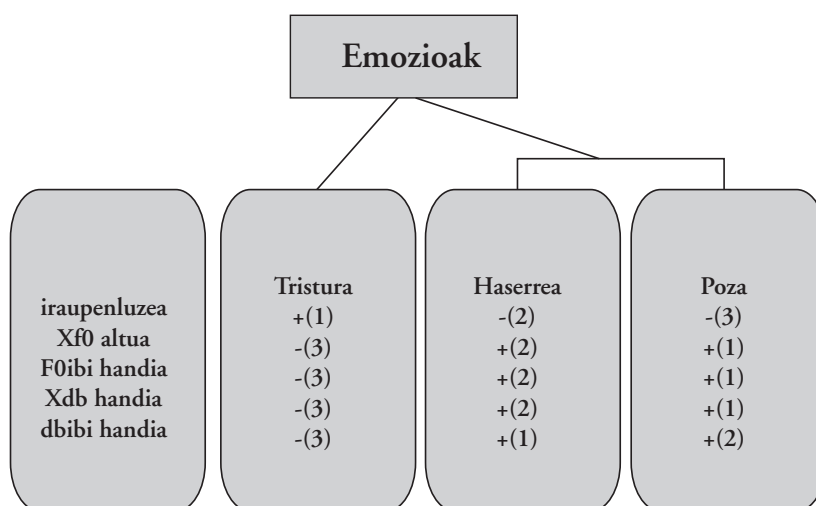 Emozioak
iraupenluzea
Xf0 altua
F0ibi handia
Xdb handia
dbibi handia
Tristura
+(1)
-(3)
-(3)
-(3)
-(3)
Haserrea
-(2)
+(2)
+(2)
+(2)
+(1)
Poza
-(3)
+(1)
+(1)
+(1)
+(2)